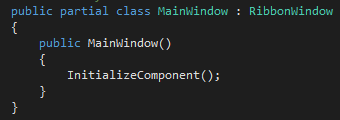 public partial class MainWindow : RibbonWindow
{
    public MainWindow()
    {
        InitializeComponent();
    }
}